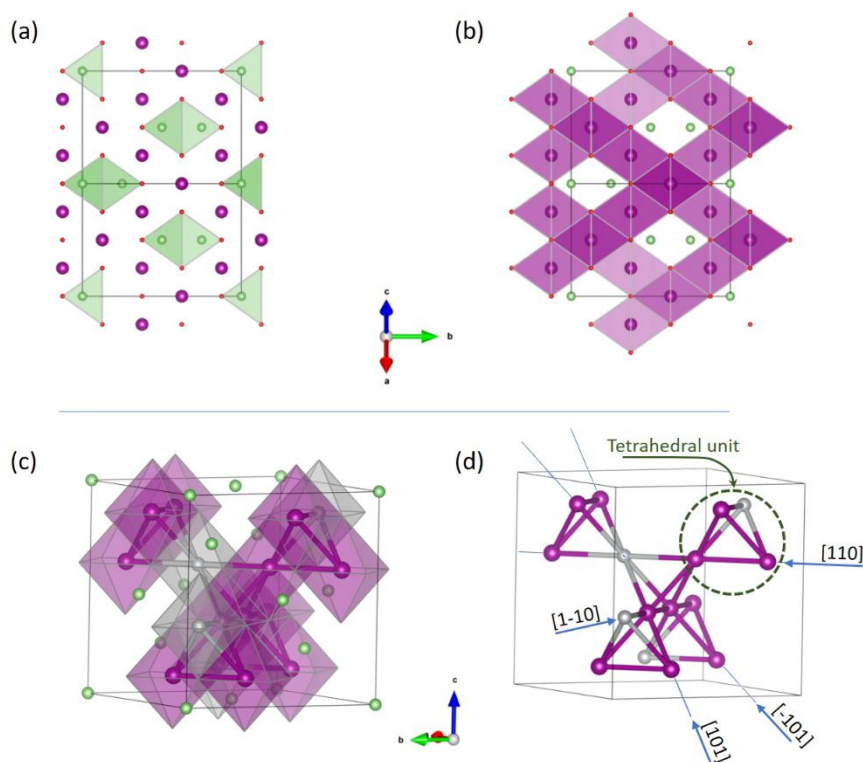 (a)
(b)
c
b
a
(c)
(d)
Tetrahedral unit
[110]
[1-10]
[101]
[-101]
c
b